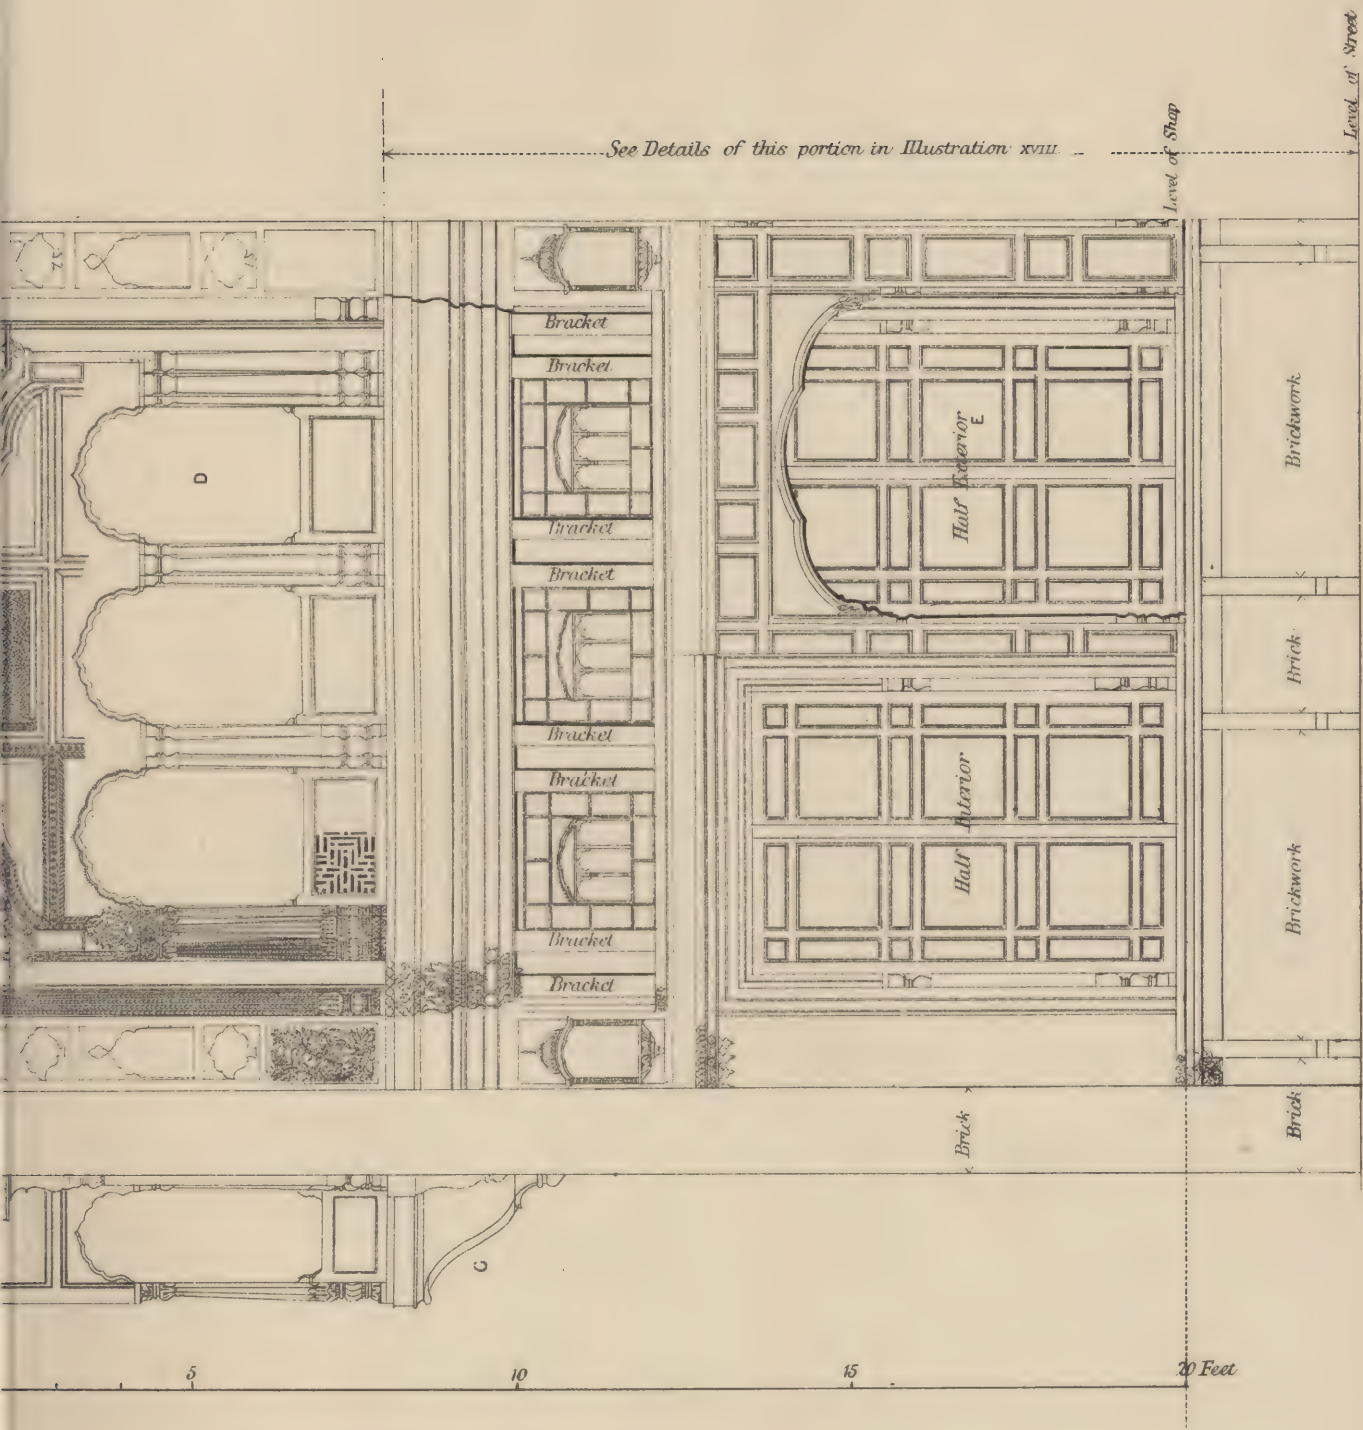 See Details of this portion in Illustration XVIII
Level of Shop
Level of Street
Bracket
Bracket
Bracket
Bracket
Bracket
Bracket
Bracket
Bracket
D
Half Exterior
E
Half Interior
Brickwork
Brick
Brickwork
Brick
Brick
C
5
10
15
20 Feet